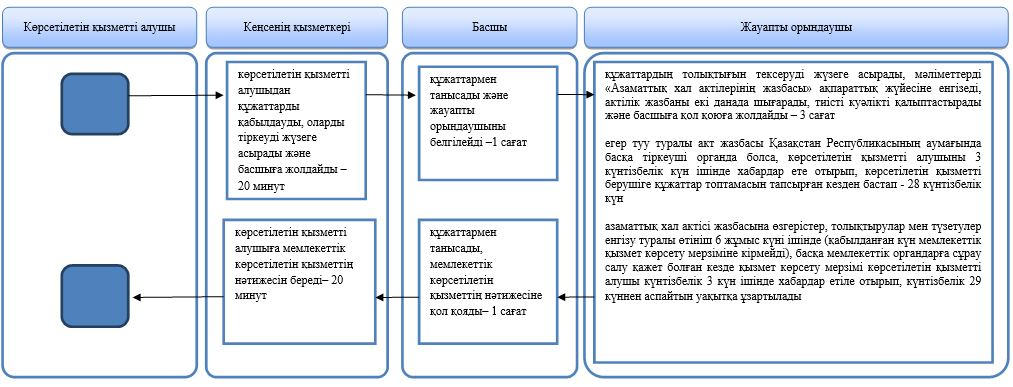 Көрсетілетін қызметті алушы
Кеңсенің қызметкері
Басшы
Жауапты орындаушы
көрсетілетін қызметті
алушыдан
құжаттарды
қабылдауды, оларды
тіркеуді жүзеге
асырады және
басшыға жолдайды –
20 минут
құжаттармен
танысады және
жауапты
орындаушыны
белгілейді –1 сағат
құжаттардың толықтығын тексеруді жүзеге асырады, мәліметтерді
«Азаматтық хал актілерінің жазбасы» ақпараттық жүйесіне енгізеді,
актілік жазбаны екі данада шығарады, тиісті куәлікті қалыптастырады
және басшыға қол қоюға жолдайды – 3 сағат
егер туу туралы акт жазбасы Қазақстан Республикасының аумағында
басқа тіркеуші органда болса, көрсетілетін қызметті алушыны 3
күнтізбелік күн ішінде хабардар ете отырып, көрсетілетін қызметті
берушіге құжаттар топтамасын тапсырған кезден бастап - 28 күнтізбелік
күн
азаматтық хал актісі жазбасына өзгерістер, толықтырулар мен түзетулер
енгізу туралы өтініш 6 жұмыс күні ішінде (қабылданған күн мемлекеттік
қызмет көрсету мерзіміне кірмейді), басқа мемлекеттік органдарға сұрау
салу қажет болған кезде қызмет көрсету мерзімі көрсетілетін қызметті
алушы күнтізбелік 3 күн ішінде хабардар етіле отырып, күнтізбелік 29
күннен аспайтын уақытқа ұзартылады
көрсетілетін қызметті
алушыға мемлекеттік
көрсетілетін қызметтің
нәтижесін береді– 20
минут
құжаттармен
танысады,
мемлекеттік
көрсетілетін
қызметтің нәтижесіне
қол қояды– 1 сағат